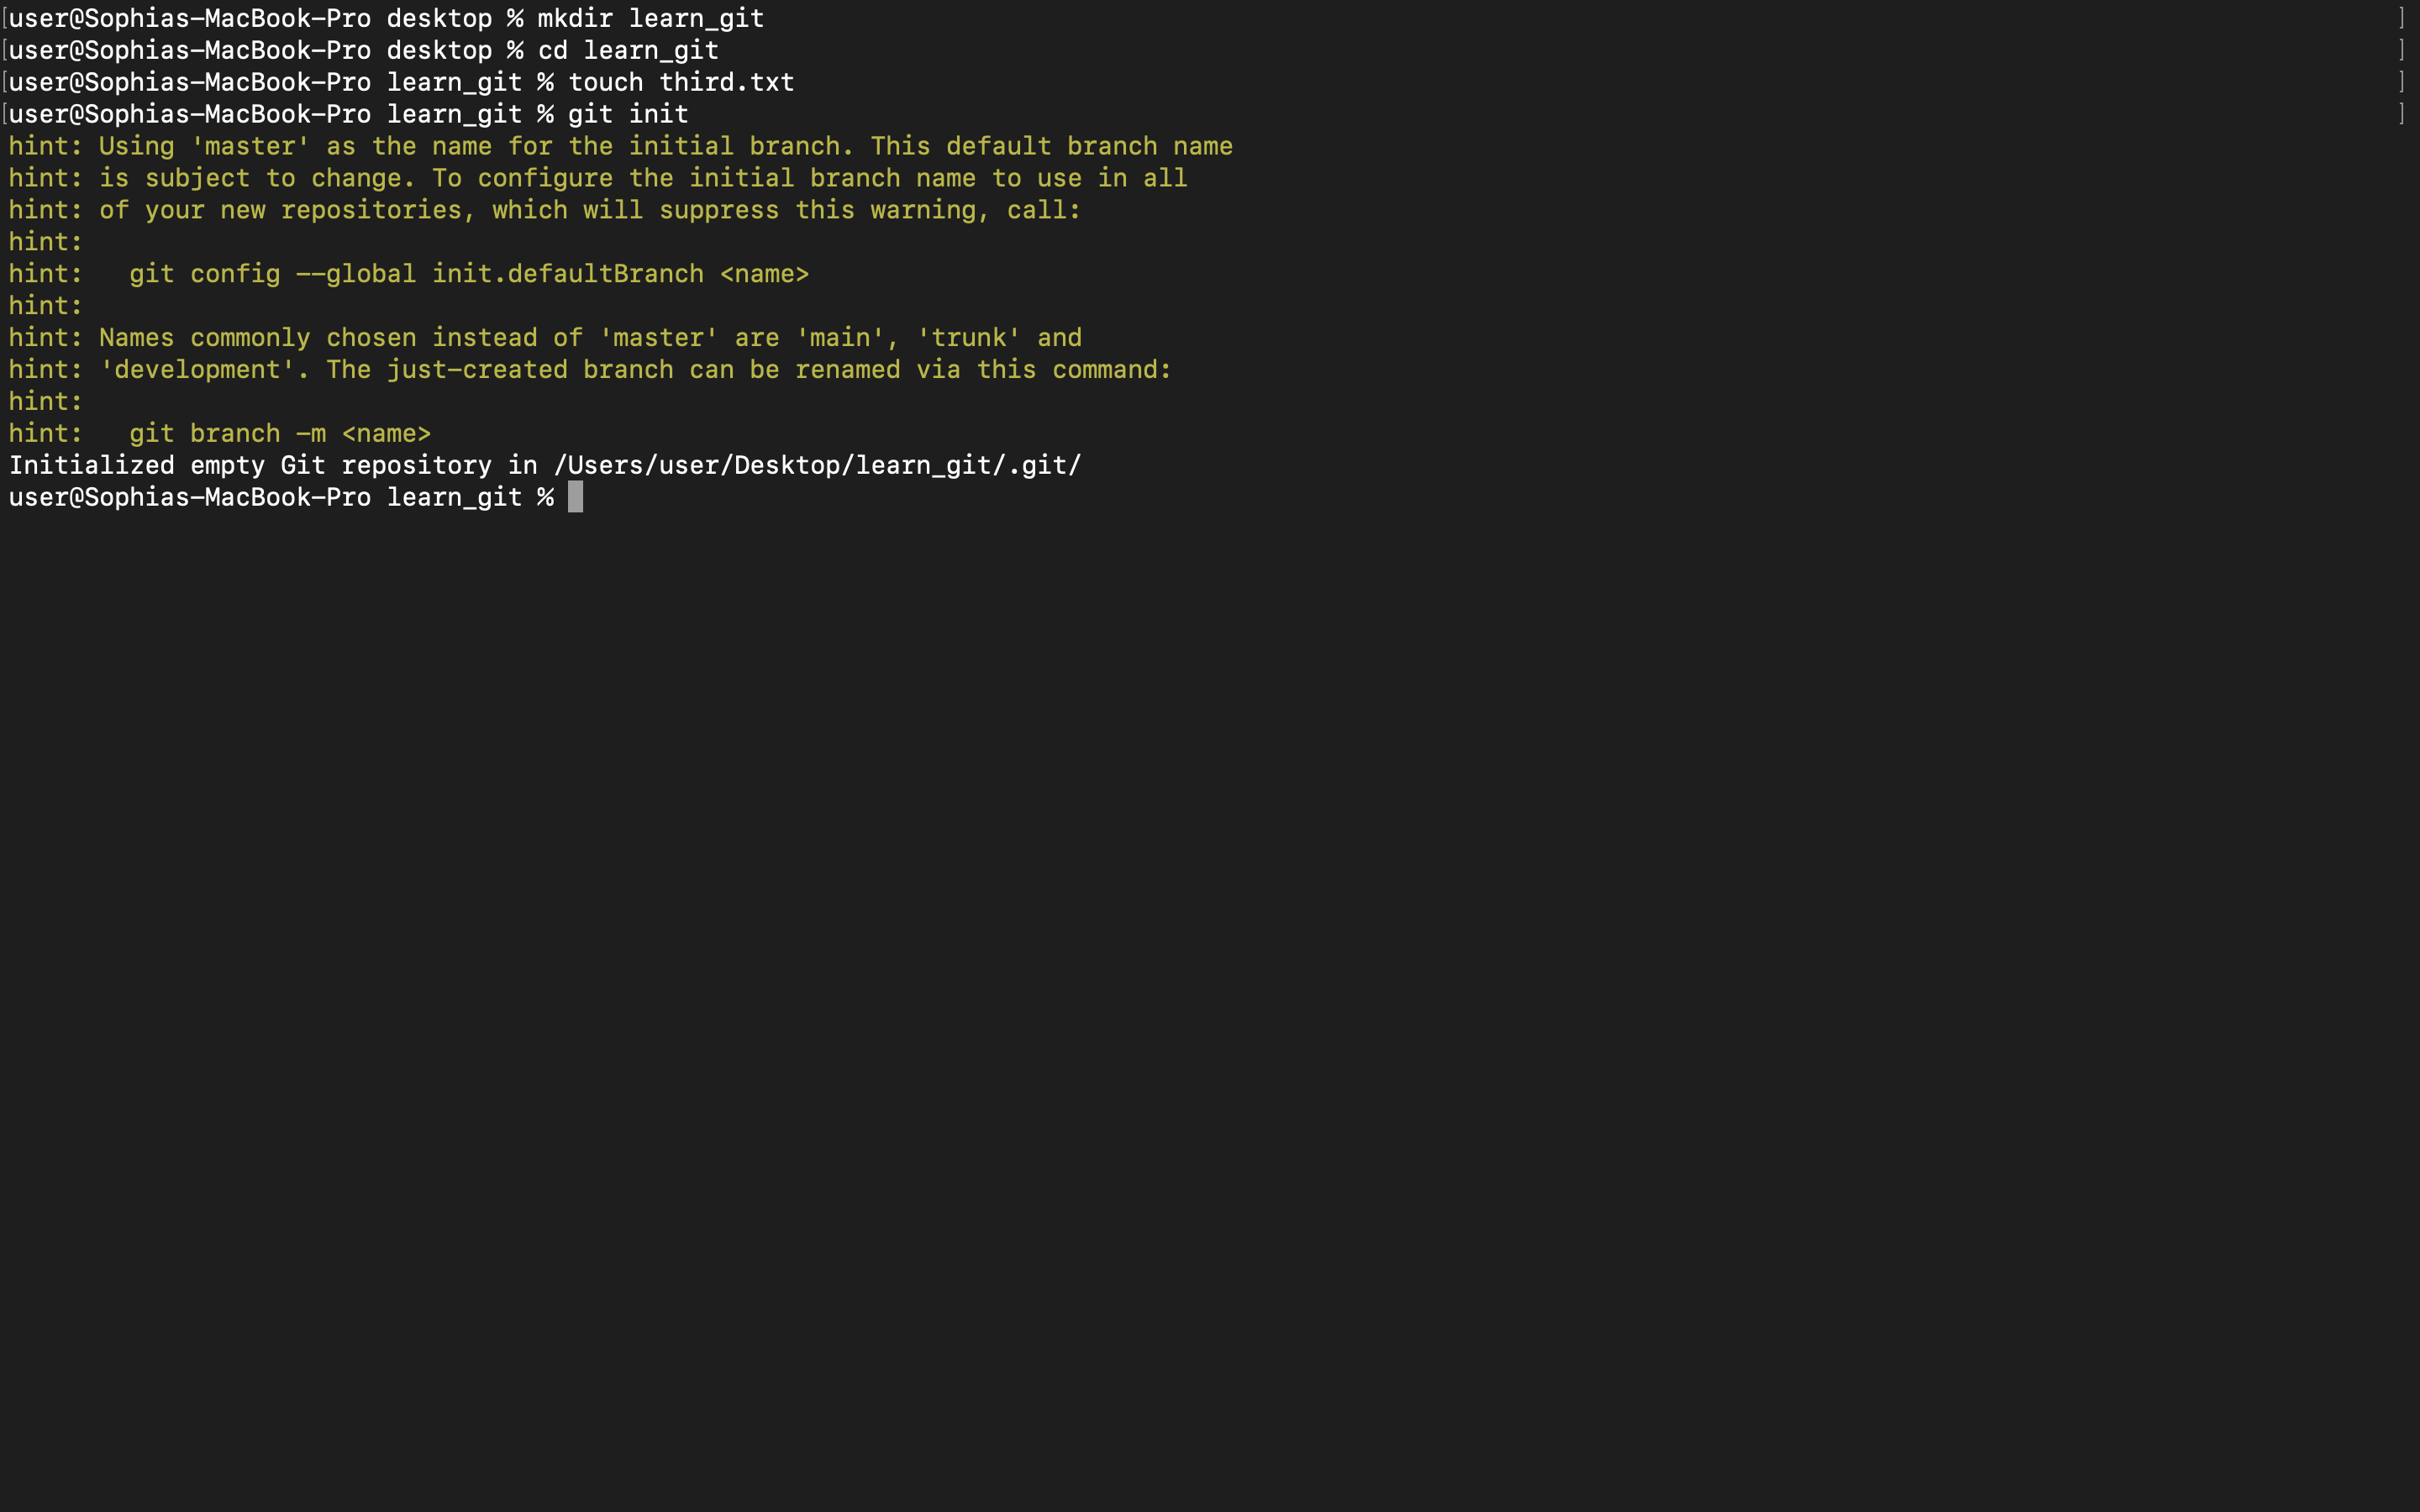 [user@Sophias-MacBook-Pro desktop % mkdir learn_git ]
[user@Sophias-MacBook-Pro desktop % cd learn_git ]
[user@Sophias-MacBook-Pro learn_git % touch third.txt ]
[user@Sophias-MacBook-Pro learn_git % git init ]
hint: Using 'master' as the name for the initial branch. This default branch name
hint: is subject to change. To configure the initial branch name to use in all
hint: of your new repositories, which will suppress this warning, call:
hint:
hint:   git config --global init.defaultBranch <name>
hint:
hint: Names commonly chosen instead of 'master' are 'main', 'trunk' and
hint: 'development'. The just-created branch can be renamed via this command:
hint:
hint:   git branch -m <name>
Initialized empty Git repository in /Users/user/Desktop/learn_git/.git/
user@Sophias-MacBook-Pro learn_git %